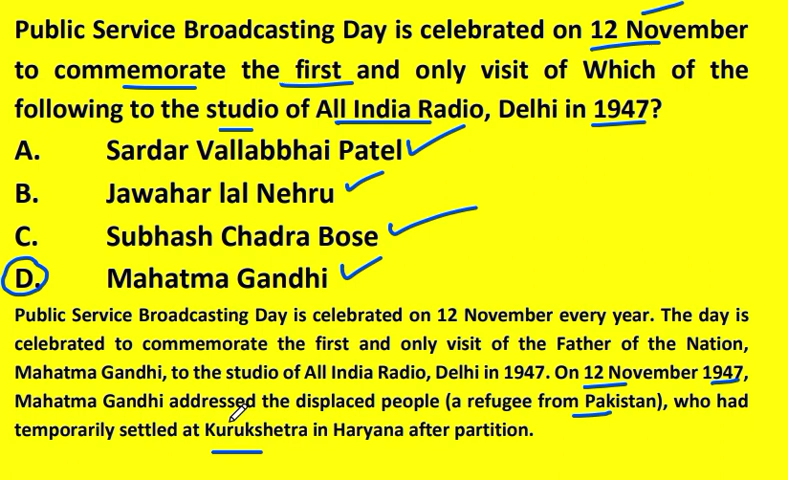 Public Service Broadcasting Day is celebrated on 12 November
to commemorate the first and only visit of Which of the
following to the studio of All India Radio, Delhi in 1947?
A. Sardar Vallabbhai Patel
B. Jawahar lal Nehru
C. Subhash Chadra Bose
D. Mahatma Gandhi
Public Service Broadcasting Day is celebrated on 12 November every year. The day is
celebrated to commemorate the first and only visit of the Father of the Nation,
Mahatma Gandhi, to the studio of All India Radio, Delhi in 1947. On 12 November 1947,
Mahatma Gandhi addressed the displaced people (a refugee from Pakistan), who had
temporarily settled at Kurukshetra in Haryana after partition.